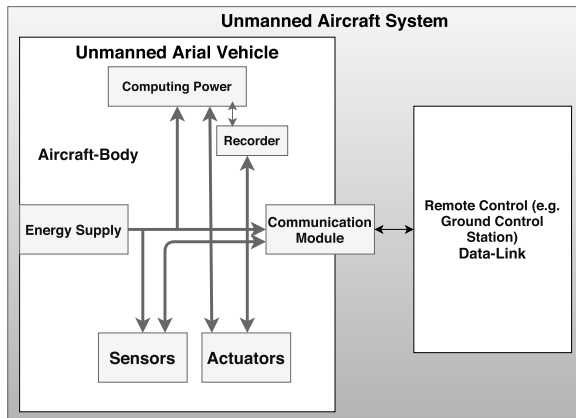 Unmanned Aircraft System
Unmanned Arial Vehicle
Computing Power
Recorder
Aircraft-Body
Energy Supply
Communication
Module
Remote Control (e.g.
Ground Control
Station)
Data-Link
Sensors
Actuators